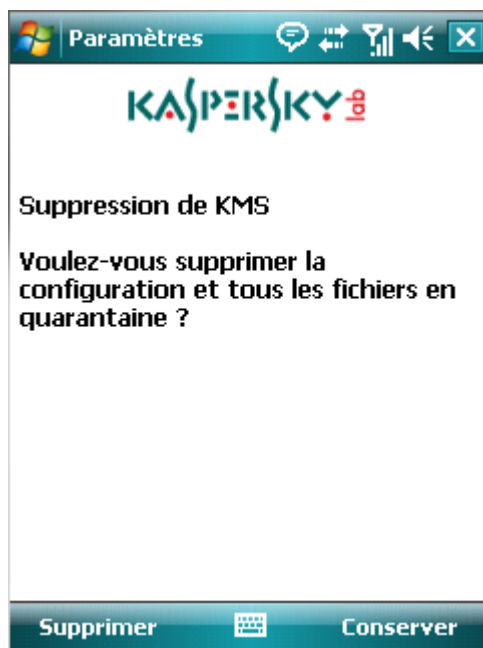 Paramètres
KASPERSKY lab
Suppression de KMS
Voulez-vous supprimer la
configuration et tous les fichiers en
quarantaine ?
Supprimer
Conserver